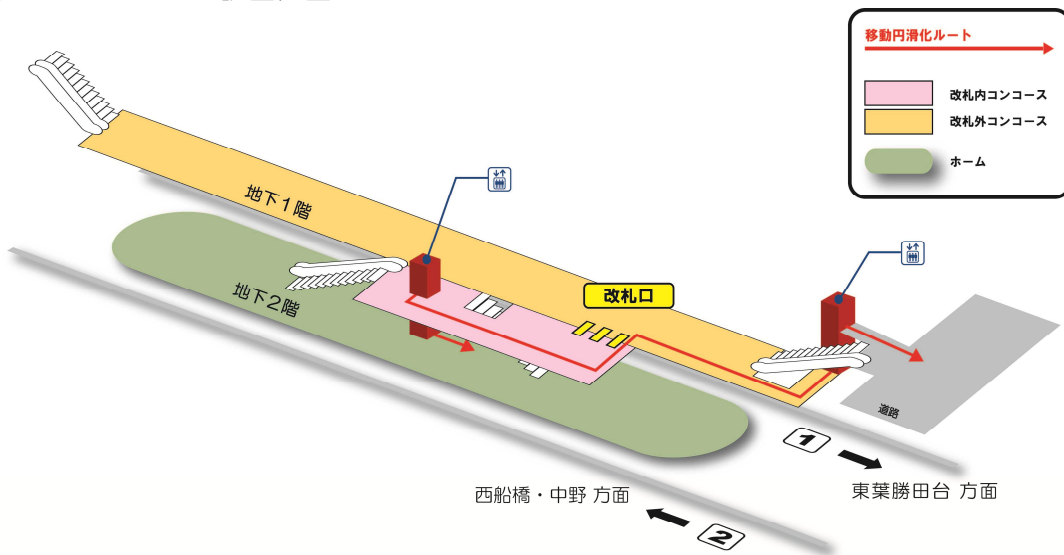 移動円滑化ルート
改札内コンコース
改札外コンコース
ホーム
地下1階
地下2階
改札口
道路
1
東葉勝田台 方面
西船橋・中野 方面
2